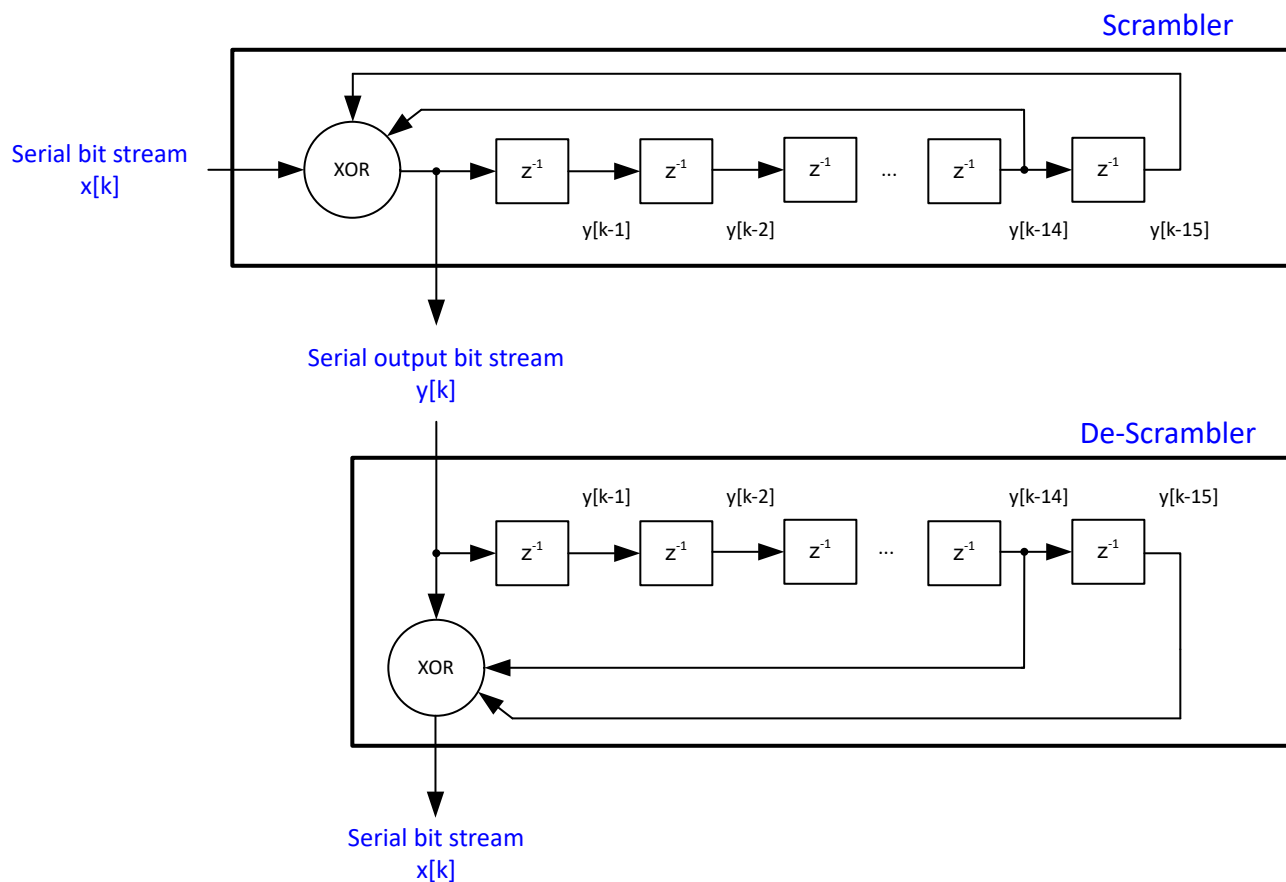 Scrambler
Serial bit stream
x[k]
XOR
z-1
z-1
z-1
...
z-1
z-1
y[k-1]
y[k-2]
y[k-14]
y[k-15]
Serial output bit stream
y[k]
De-Scrambler
y[k-1]
y[k-2]
y[k-14]
y[k-15]
z-1
z-1
z-1
...
z-1
z-1
XOR
Serial bit stream
x[k]